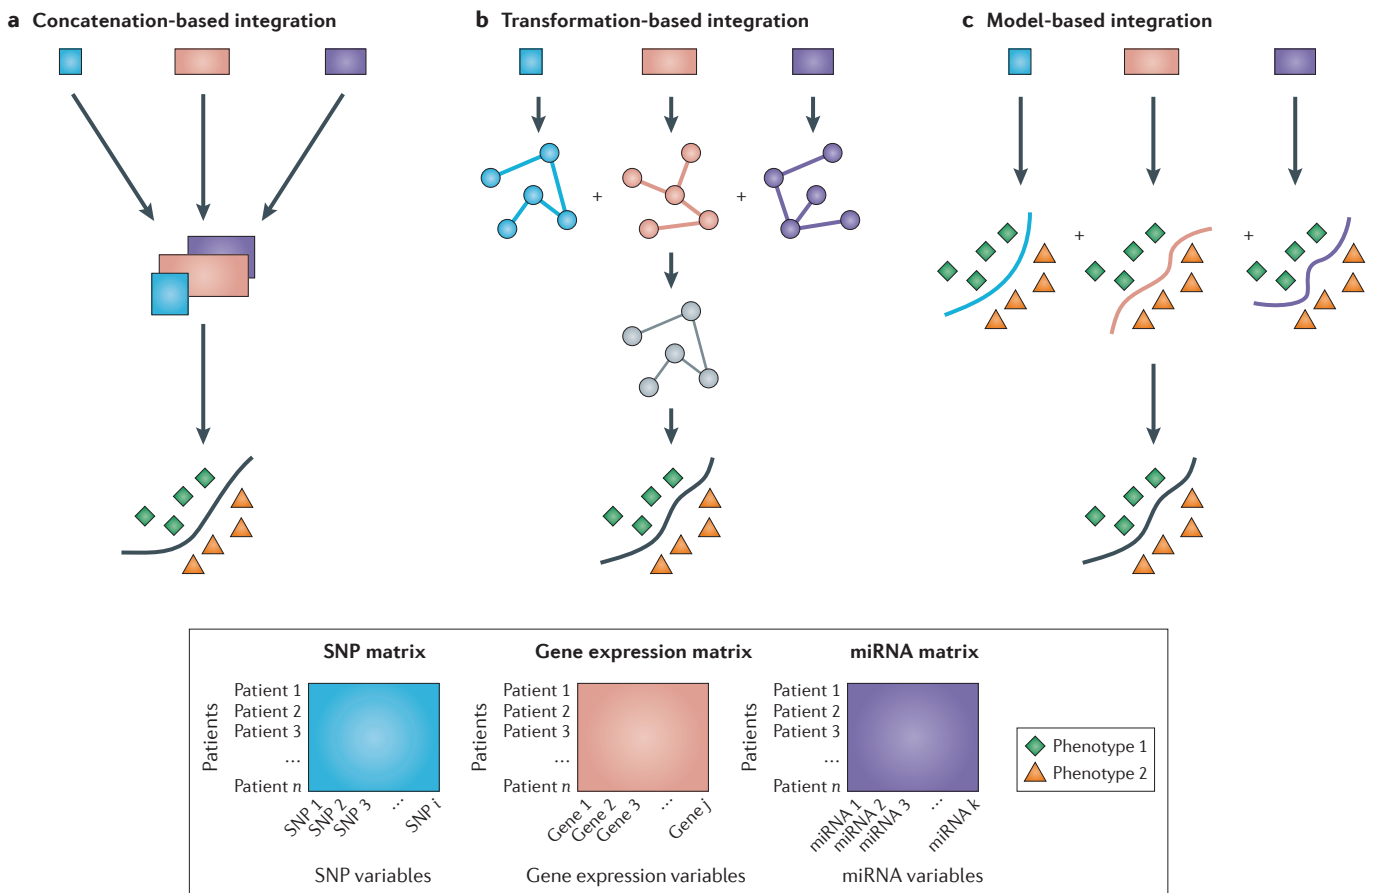 a Concatenation-based integration
b Transformation-based integration
c Model-based integration
+
+
+
+
SNP matrix
Patients
Patient 1
Patient 2
Patient 3
...
Patient n
SNP 1
SNP 2
SNP 3
...
SNP i
SNP variables
Gene expression matrix
Patients
Patient 1
Patient 2
Patient 3
...
Patient n
Gene 1
Gene 2
Gene 3
...
Gene j
Gene expression variables
miRNA matrix
Patients
Patient 1
Patient 2
Patient 3
...
Patient n
miRNA 1
miRNA 2
miRNA 3
...
miRNA k
miRNA variables
Phenotype 1
Phenotype 2